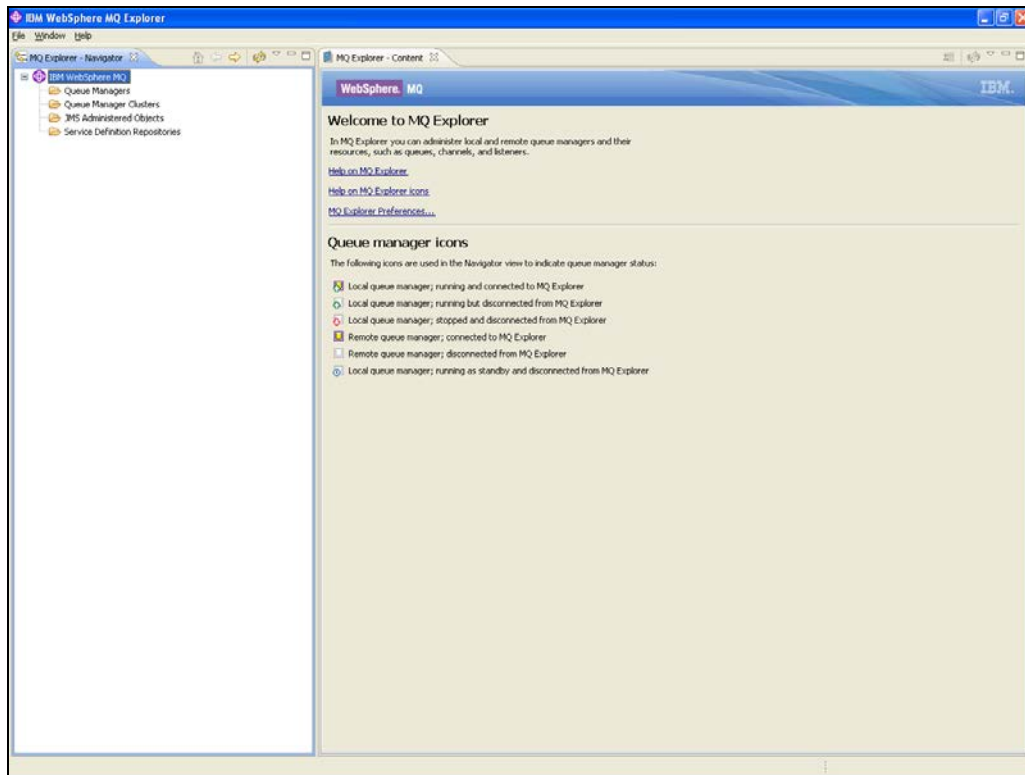 IBM WebSphere MQ Explorer
File Window Help
MQ Explorer - Navigator
IBM WebSphere MQ
Queue Managers
Queue Manager Clusters
JMS Administered Objects
Service Definition Repositories
MQ Explorer - Content
WebSphere. MQ
IBM.
Welcome to MQ Explorer
In MQ Explorer you can administer local and remote queue managers and their
resources, such as queues, channels, and listeners.
Help on MQ Explorer
Help on MQ Explorer icons
MQ Explorer Preferences...
Queue manager icons
The following icons are used in the Navigator view to indicate queue manager status:
Local queue manager; running and connected to MQ Explorer
Local queue manager; running but disconnected from MQ Explorer
Local queue manager; stopped and disconnected from MQ Explorer
Remote queue manager; connected to MQ Explorer
Remote queue manager; disconnected from MQ Explorer
Local queue manager; running as standby and disconnected from MQ Explorer